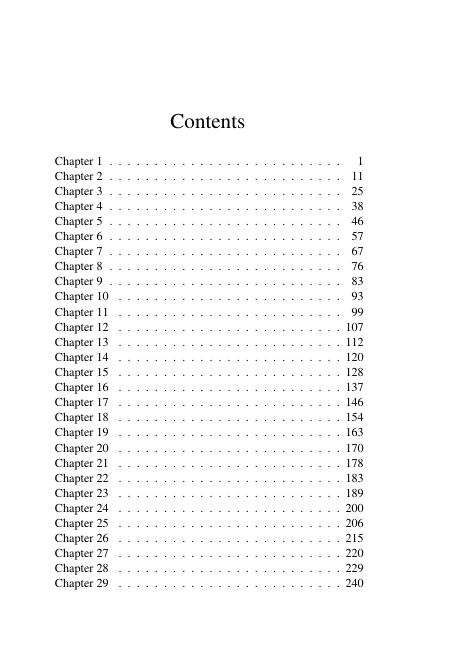 Contents
Chapter 1 . . . . . . . . . . . . . . . . . . . . . . . . . . 1
Chapter 2 . . . . . . . . . . . . . . . . . . . . . . . . . . 11
Chapter 3 . . . . . . . . . . . . . . . . . . . . . . . . . . 25
Chapter 4 . . . . . . . . . . . . . . . . . . . . . . . . . . 38
Chapter 5 . . . . . . . . . . . . . . . . . . . . . . . . . . 46
Chapter 6 . . . . . . . . . . . . . . . . . . . . . . . . . . 57
Chapter 7 . . . . . . . . . . . . . . . . . . . . . . . . . . 67
Chapter 8 . . . . . . . . . . . . . . . . . . . . . . . . . . 76
Chapter 9 . . . . . . . . . . . . . . . . . . . . . . . . . . 83
Chapter 10 . . . . . . . . . . . . . . . . . . . . . . . . . 93
Chapter 11 . . . . . . . . . . . . . . . . . . . . . . . . . 99
Chapter 12 . . . . . . . . . . . . . . . . . . . . . . . . . 107
Chapter 13 . . . . . . . . . . . . . . . . . . . . . . . . . 112
Chapter 14 . . . . . . . . . . . . . . . . . . . . . . . . . 120
Chapter 15 . . . . . . . . . . . . . . . . . . . . . . . . . 128
Chapter 16 . . . . . . . . . . . . . . . . . . . . . . . . . 137
Chapter 17 . . . . . . . . . . . . . . . . . . . . . . . . . 146
Chapter 18 . . . . . . . . . . . . . . . . . . . . . . . . . 154
Chapter 19 . . . . . . . . . . . . . . . . . . . . . . . . . 163
Chapter 20 . . . . . . . . . . . . . . . . . . . . . . . . . 170
Chapter 21 . . . . . . . . . . . . . . . . . . . . . . . . . 178
Chapter 22 . . . . . . . . . . . . . . . . . . . . . . . . . 183
Chapter 23 . . . . . . . . . . . . . . . . . . . . . . . . . 189
Chapter 24 . . . . . . . . . . . . . . . . . . . . . . . . . 200
Chapter 25 . . . . . . . . . . . . . . . . . . . . . . . . . 206
Chapter 26 . . . . . . . . . . . . . . . . . . . . . . . . . 215
Chapter 27 . . . . . . . . . . . . . . . . . . . . . . . . . 220
Chapter 28 . . . . . . . . . . . . . . . . . . . . . . . . . 229
Chapter 29 . . . . . . . . . . . . . . . . . . . . . . . . . 240